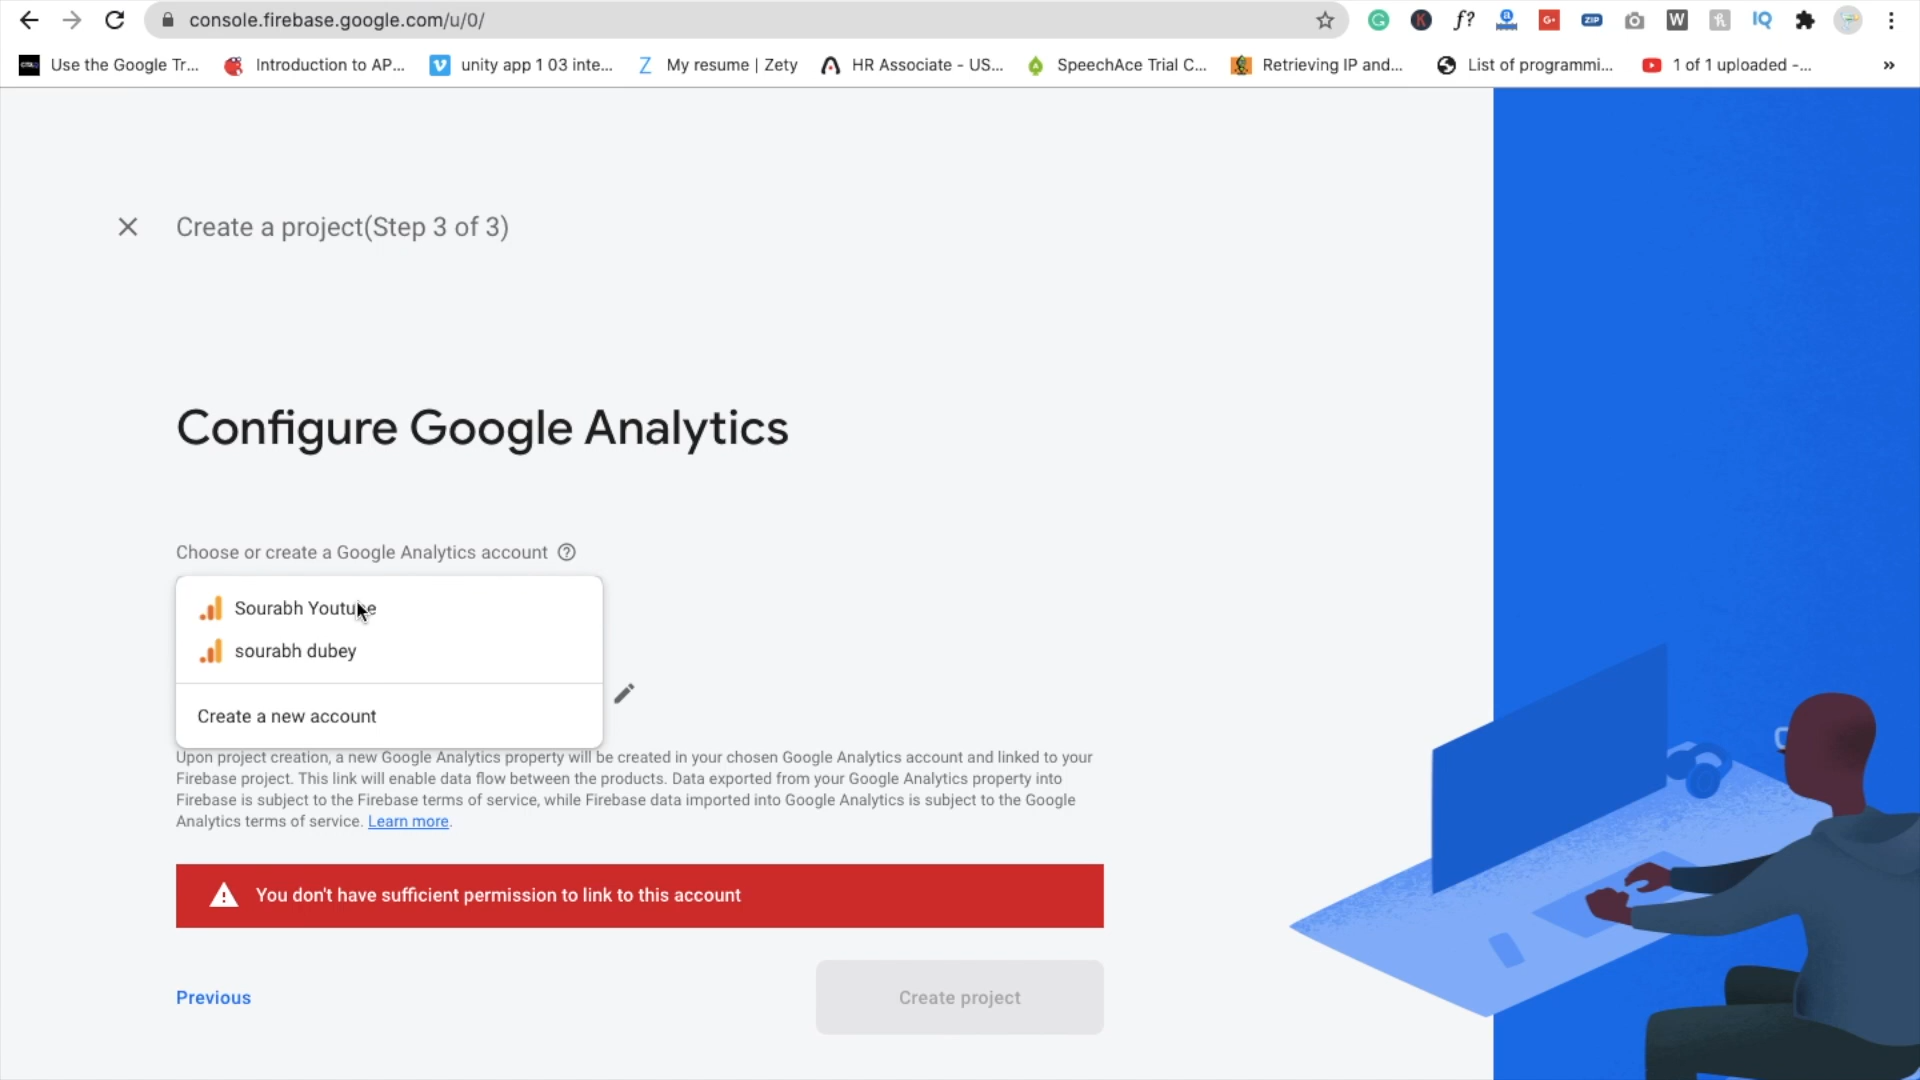 console.firebase.google.com/u/0/
G K f? a G+ ZIP W IQ
Use the Google Tr... Introduction to AP... unity app 1 03 inte... Z My resume | Zety HR Associate - US... SpeechAce Trial C... Retrieving IP and... List of programmi... 1 of 1 uploaded -... »
Create a project(Step 3 of 3)
Configure Google Analytics
Choose or create a Google Analytics account ?
Sourabh Youtube
sourabh dubey
Create a new account
Upon project creation, a new Google Analytics property will be created in your chosen Google Analytics account and linked to your
Firebase project. This link will enable data flow between the products. Data exported from your Google Analytics property into
Firebase is subject to the Firebase terms of service, while Firebase data imported into Google Analytics is subject to the Google
Analytics terms of service. Learn more.
You don't have sufficient permission to link to this account
Previous
Create project